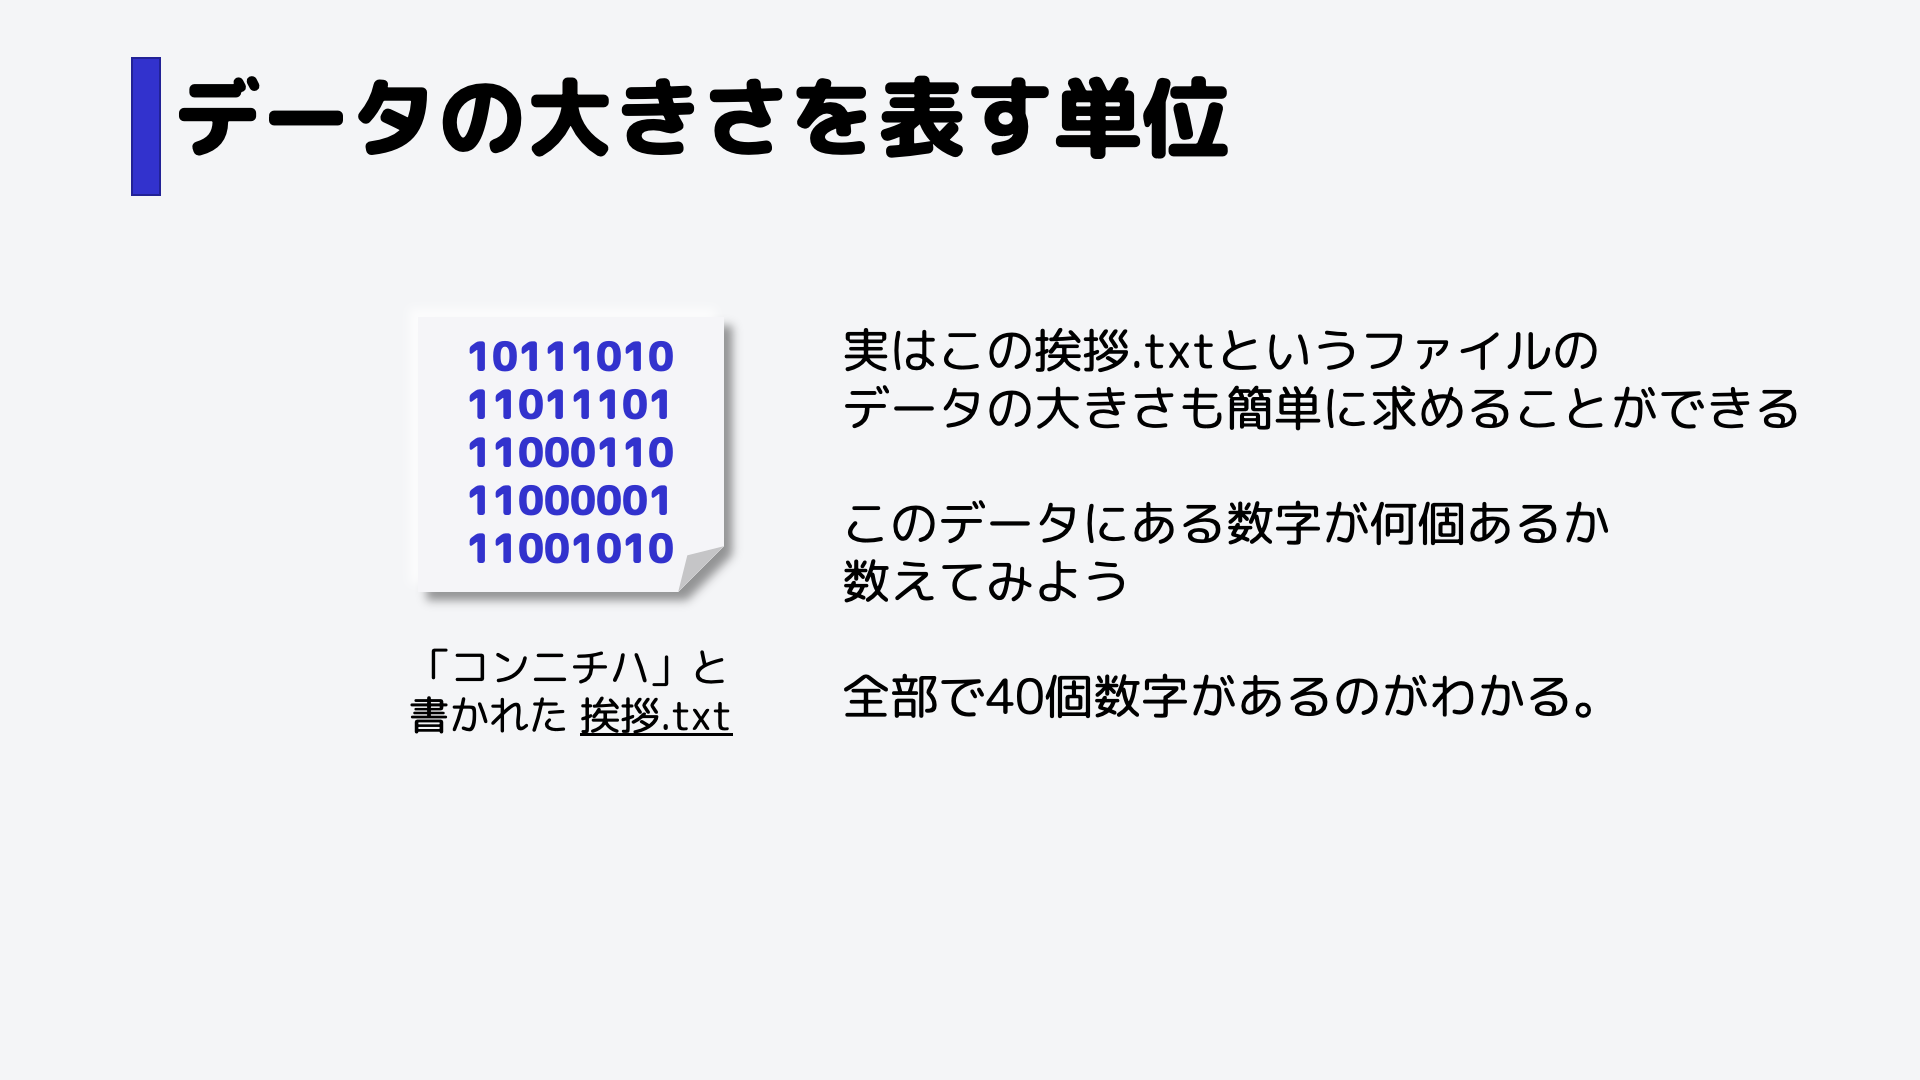 データの大きさを表す単位
10111010
11011101
11000110
11000001
11001010
「コンニチハ」と
書かれた 挨拶.txt
実はこの挨拶.txtというファイルの
データの大きさも簡単に求めることができる
このデータにある数字が何個あるか
数えてみよう
全部で40個数字があるのがわかる。